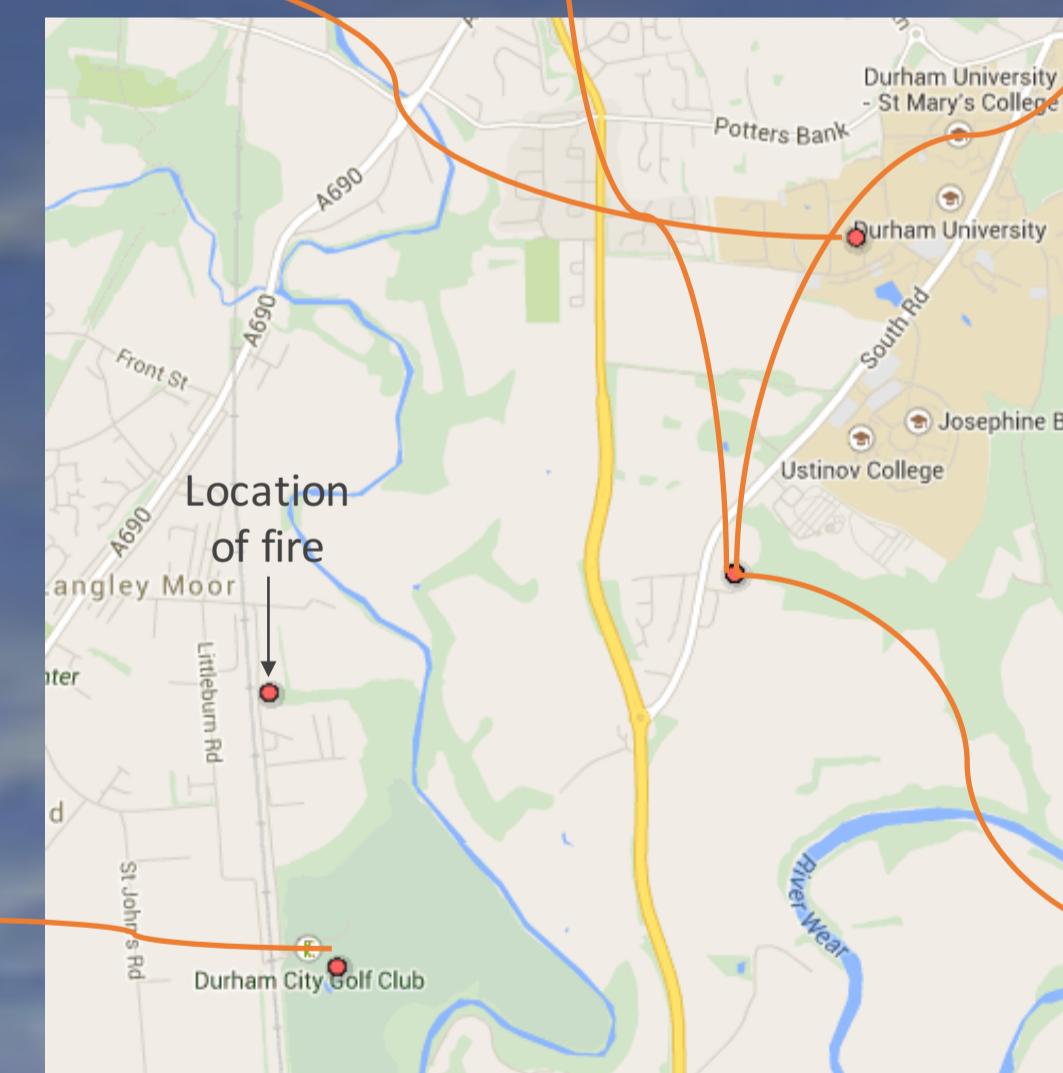 Durham University
- St Mary's College
Potters Bank
A690
Durham University
A690
South Rd
Front St
Josephine B
Ustinov College
Location
of fire
A690
Langley Moor
nter
Littleburn Rd
d
St John's Rd
River Wear
Durham City Golf Club